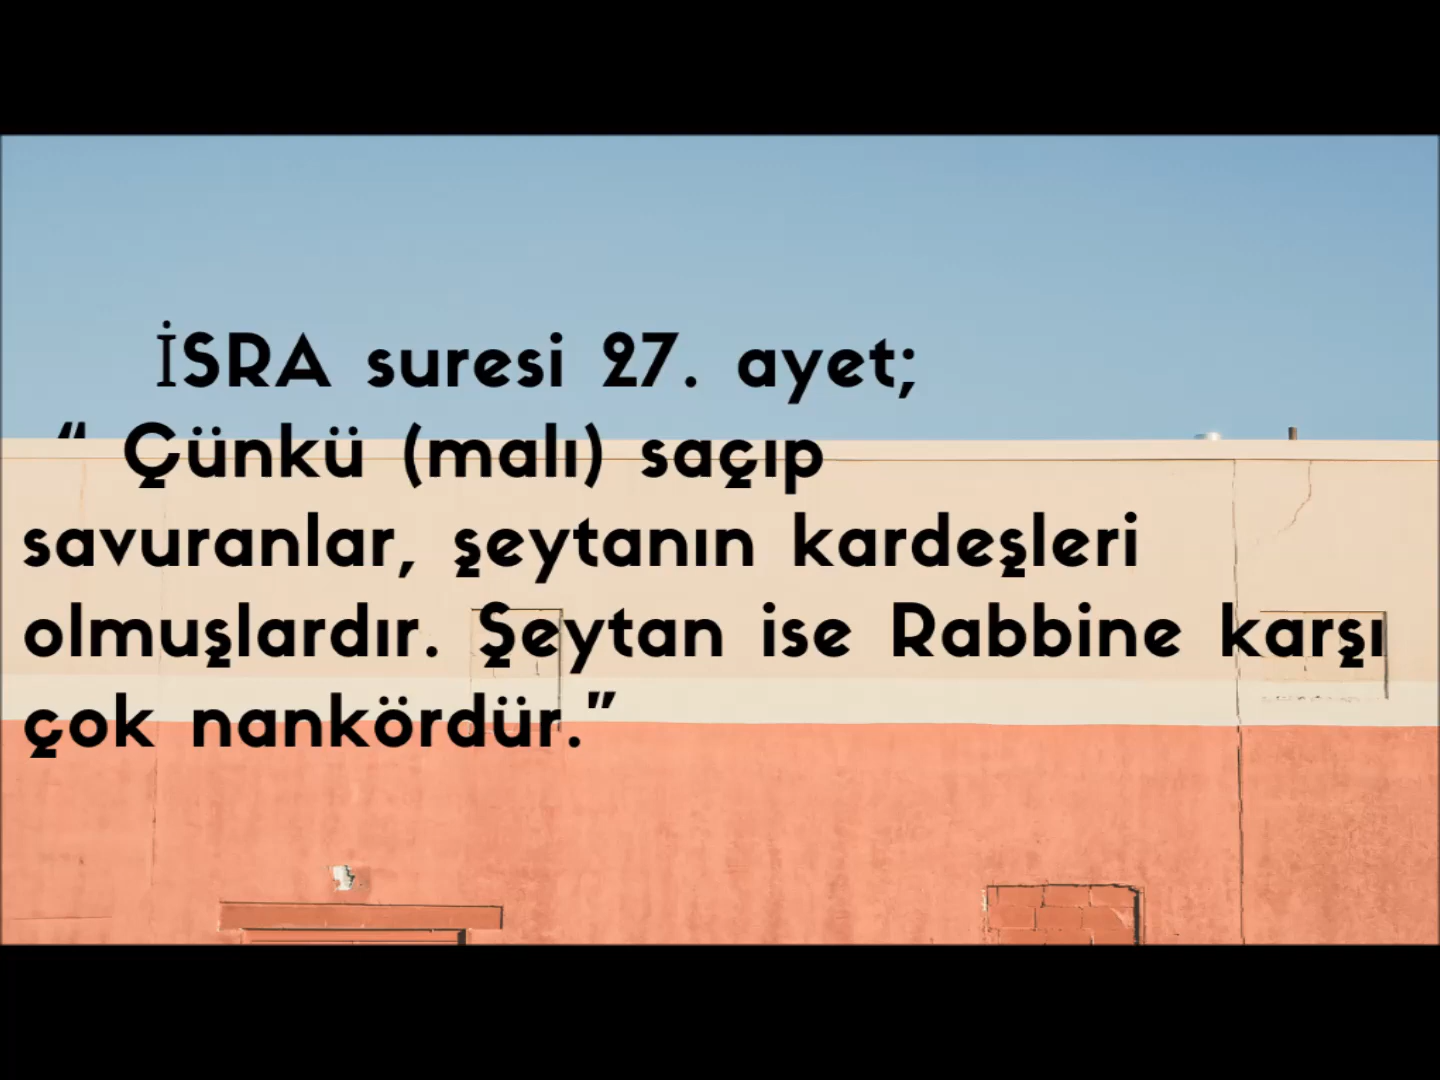 İSRA suresi 27. ayet;
“ Çünkü (malı) saçıp
savuranlar, şeytanın kardeşleri
olmuşlardır. Şeytan ise Rabbine karşı
çok nankördür.”